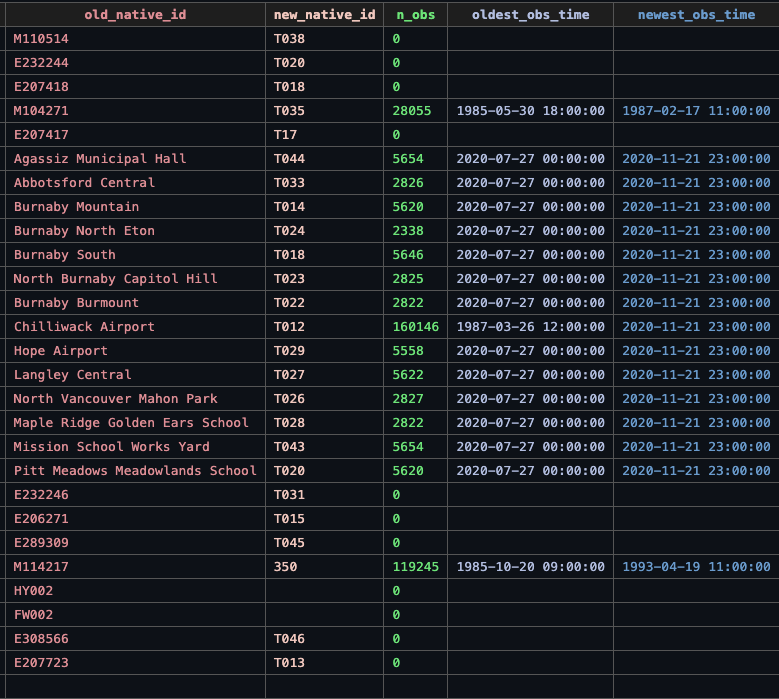 old_native_id new_native_id n_obs oldest_obs_time newest_obs_time
M110514 T038 0
E232244 T020 0
E207418 T018 0
M104271 T035 28055 1985-05-30 18:00:00 1987-02-17 11:00:00
E207417 T17 0
Agassiz Municipal Hall T044 5654 2020-07-27 00:00:00 2020-11-21 23:00:00
Abbotsford Central T033 2826 2020-07-27 00:00:00 2020-11-21 23:00:00
Burnaby Mountain T014 5620 2020-07-27 00:00:00 2020-11-21 23:00:00
Burnaby North Eton T024 2338 2020-07-27 00:00:00 2020-11-21 23:00:00
Burnaby South T018 5646 2020-07-27 00:00:00 2020-11-21 23:00:00
North Burnaby Capitol Hill T023 2825 2020-07-27 00:00:00 2020-11-21 23:00:00
Burnaby Burmount T022 2822 2020-07-27 00:00:00 2020-11-21 23:00:00
Chilliwack Airport T012 160146 1987-03-26 12:00:00 2020-11-21 23:00:00
Hope Airport T029 5558 2020-07-27 00:00:00 2020-11-21 23:00:00
Langley Central T027 5622 2020-07-27 00:00:00 2020-11-21 23:00:00
North Vancouver Mahon Park T026 2827 2020-07-27 00:00:00 2020-11-21 23:00:00
Maple Ridge Golden Ears School T028 2822 2020-07-27 00:00:00 2020-11-21 23:00:00
Mission School Works Yard T043 5654 2020-07-27 00:00:00 2020-11-21 23:00:00
Pitt Meadows Meadowlands School T020 5620 2020-07-27 00:00:00 2020-11-21 23:00:00
E232246 T031 0
E206271 T015 0
E289309 T045 0
M114217 350 119245 1985-10-20 09:00:00 1993-04-19 11:00:00
HY002 0
FW002 0
E308566 T046 0
E207723 T013 0